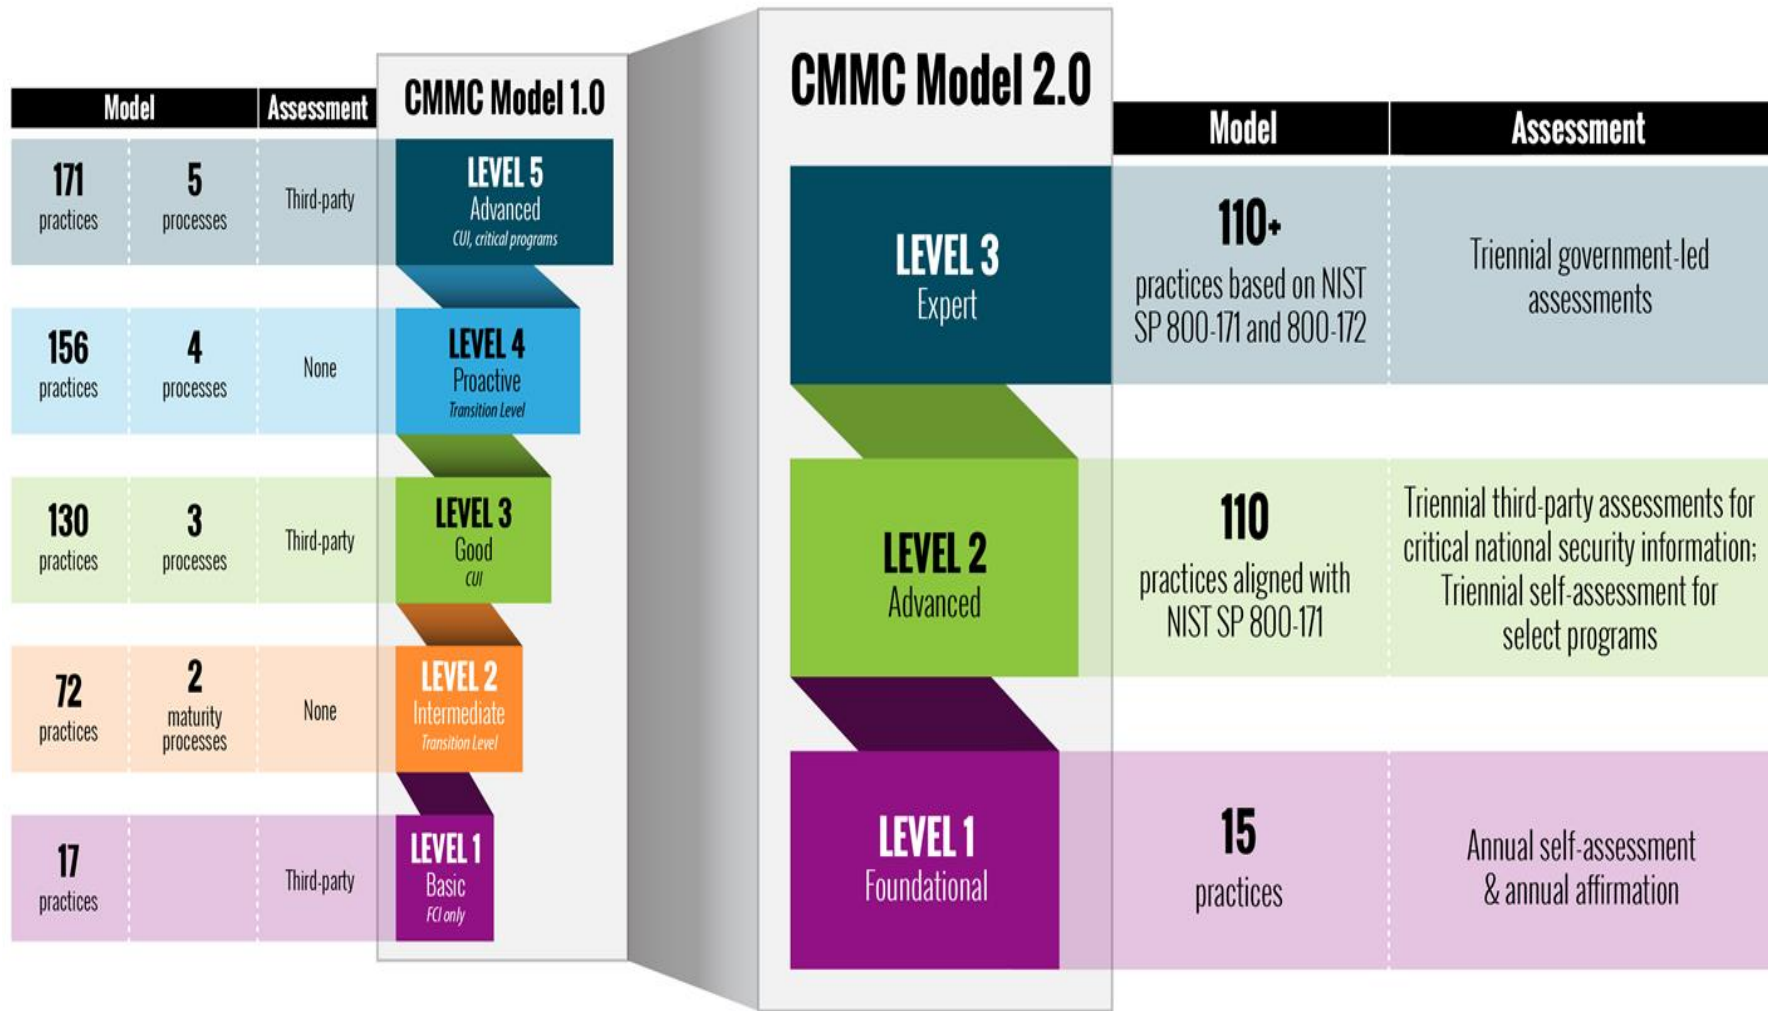 CMMC Model 1.0
Model
Assessment
171
practices
5
processes
Third-party
LEVEL 5
Advanced
CUI, critical programs
156
practices
4
processes
None
LEVEL 4
Proactive
Transition Level
130
practices
3
processes
Third-party
LEVEL 3
Good
CUI
72
practices
2
maturity
processes
None
LEVEL 2
Intermediate
Transition Level
17
practices
Third-party
LEVEL 1
Basic
FCI only
CMMC Model 2.0
Model
Assessment
LEVEL 3
Expert
110+
practices based on NIST
SP 800-171 and 800-172
Triennial government-led
assessments
LEVEL 2
Advanced
110
practices aligned with
NIST SP 800-171
Triennial third-party assessments for
critical national security information;
Triennial self-assessment for
select programs
LEVEL 1
Foundational
15
practices
Annual self-assessment
& annual affirmation